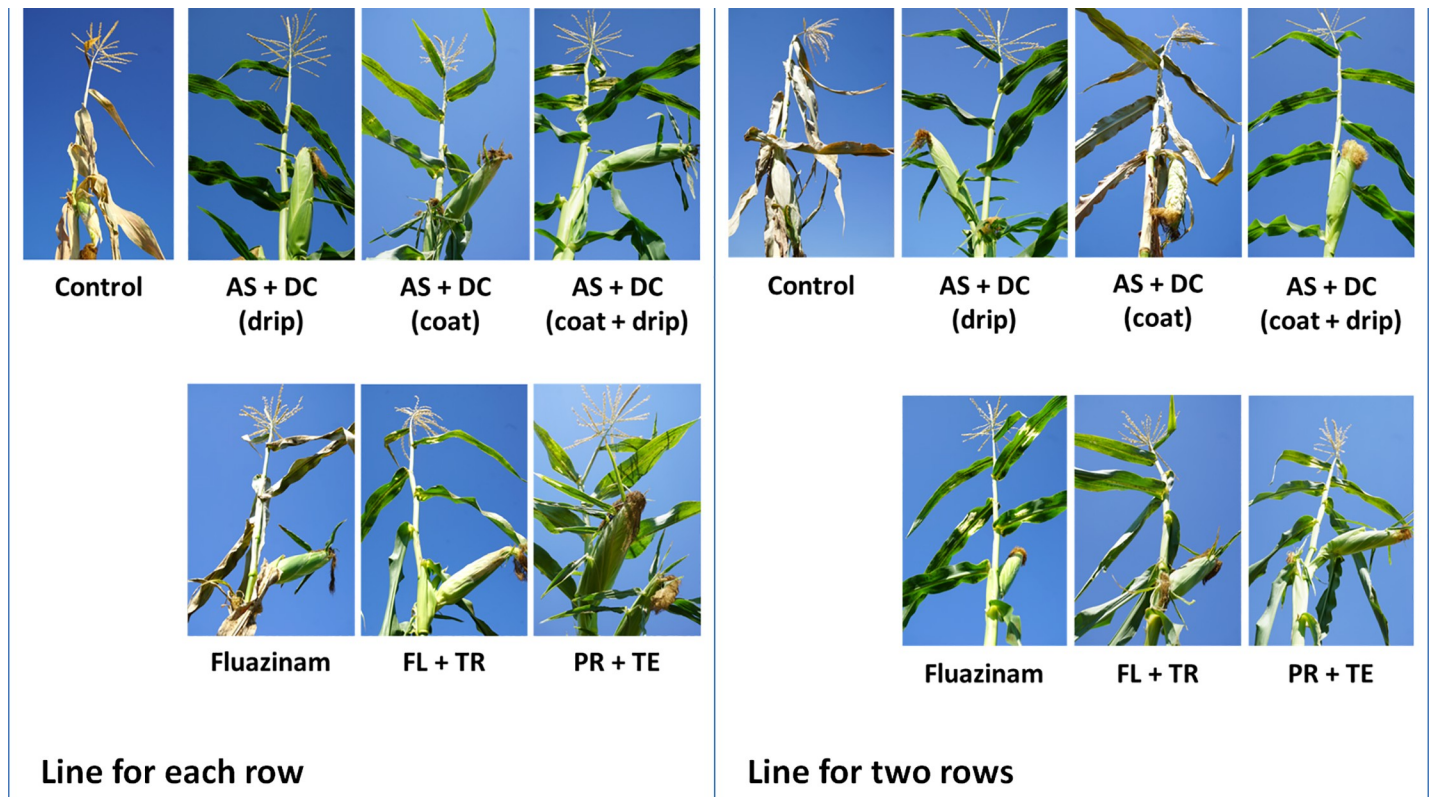 Control
AS + DC
(drip)
AS + DC
(coat)
AS + DC
(coat + drip)
Fluazinam
FL + TR
PR + TE
Line for each row
Control
AS + DC
(drip)
AS + DC
(coat)
AS + DC
(coat + drip)
Fluazinam
FL + TR
PR + TE
Line for two rows